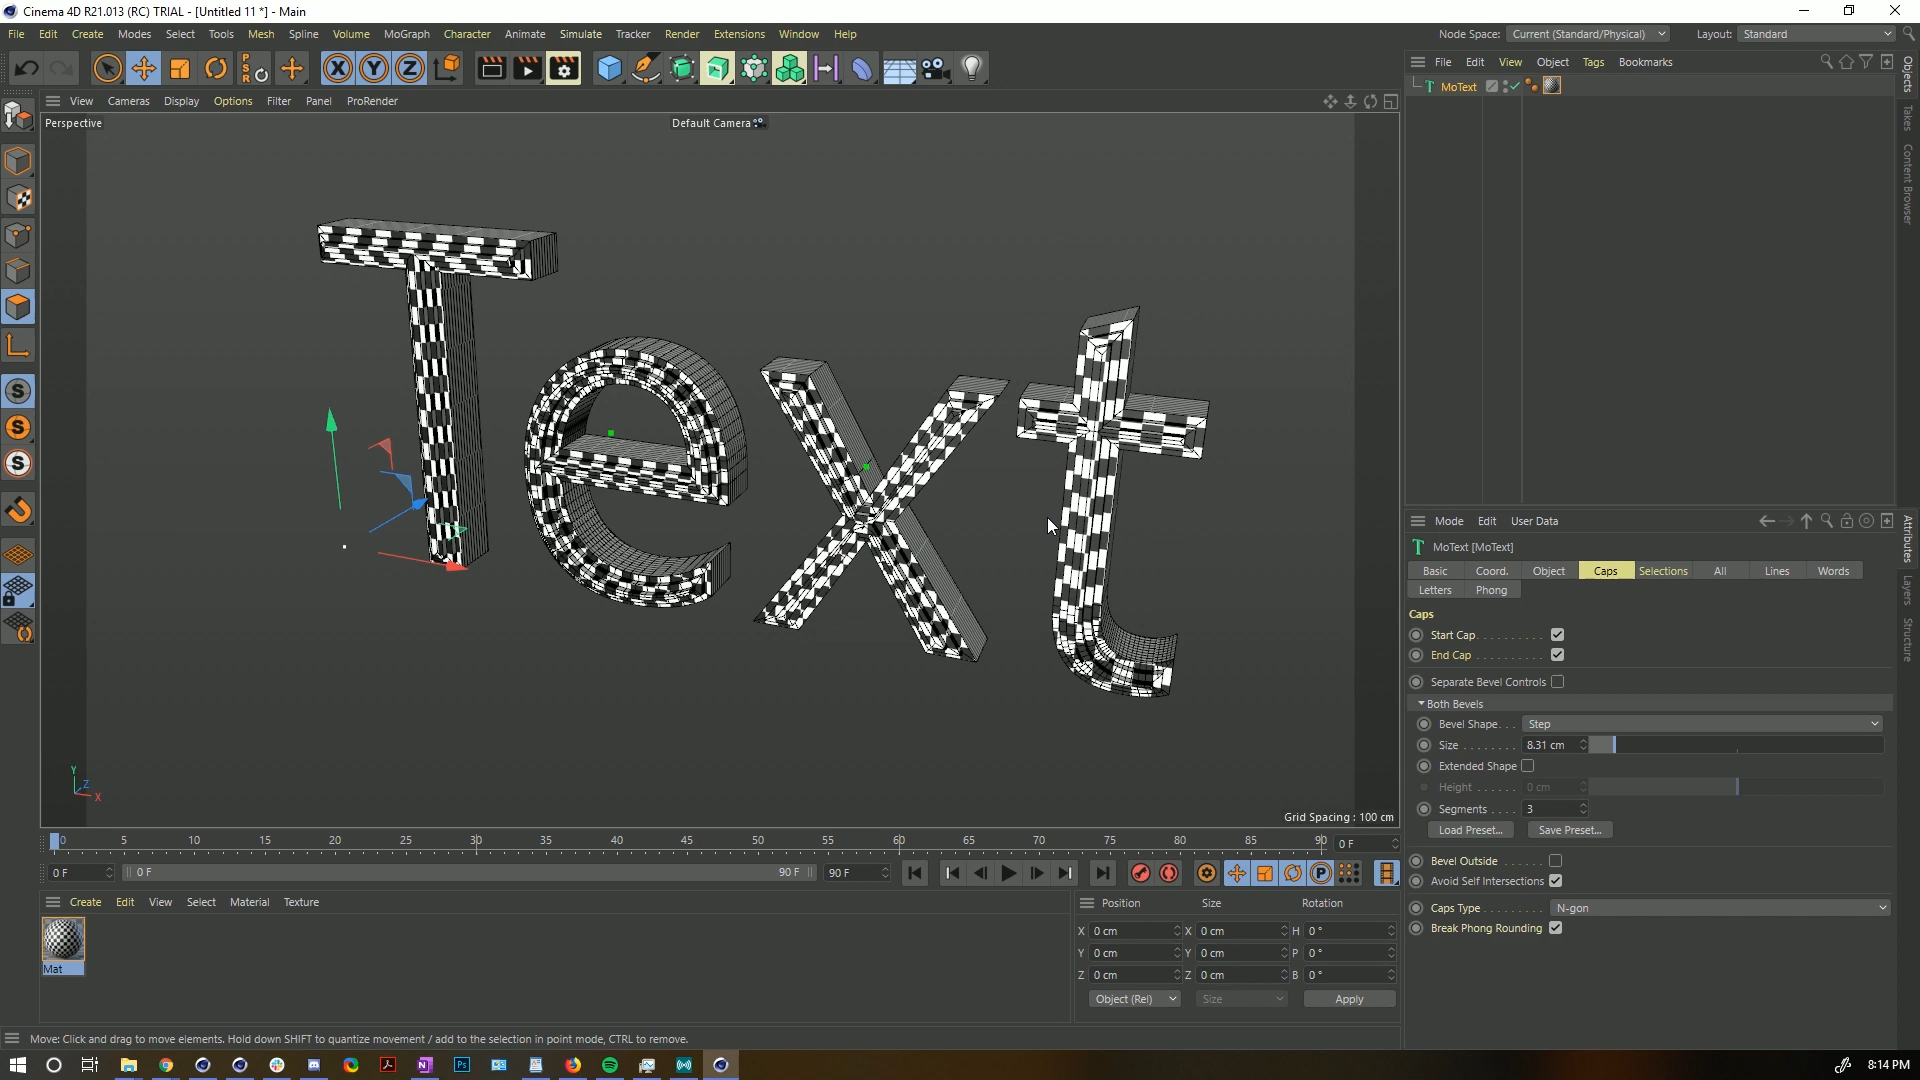 Cinema 4D R21.013 (RC) TRIAL - [Untitled 11 *] - Main
File Edit Create Modes Select Tools Mesh Spline Volume MoGraph Character Animate Simulate Tracker Render Extensions Window Help
Node Space: Current (Standard/Physical) Layout: Standard
X Y Z
PSR
View Cameras Display Options Filter Panel ProRender
File Edit View Object Tags Bookmarks
MoText
Perspective
Default Camera
Text
Objects
Takes
Content Browser
Mode Edit User Data
MoText [MoText]
Basic Coord. Object Caps Selections All Lines Words
Letters Phong
Caps
Start Cap
End Cap
Separate Bevel Controls
Both Bevels
Bevel Shape. . . Step
Size 8.31 cm
Extended Shape
Height 0 cm
Segments 3
Load Preset... Save Preset...
Bevel Outside
Avoid Self Intersections
Caps Type N-gon
Break Phong Rounding
Attributes
Layers
Structure
S
S
S
Y
Z
X
Grid Spacing : 100 cm
0 5 10 15 20 25 30 35 40 45 50 55 60 65 70 75 80 85 90 0 F
0 F 0 F 90 F 90 F P
Create Edit View Select Material Texture
Mat
Position Size Rotation
X 0 cm X 0 cm H 0 °
Y 0 cm Y 0 cm P 0 °
Z 0 cm Z 0 cm B 0 °
Object (Rel) Size Apply
Move: Click and drag to move elements. Hold down SHIFT to quantize movement / add to the selection in point mode, CTRL to remove.
N Ps
8:14 PM